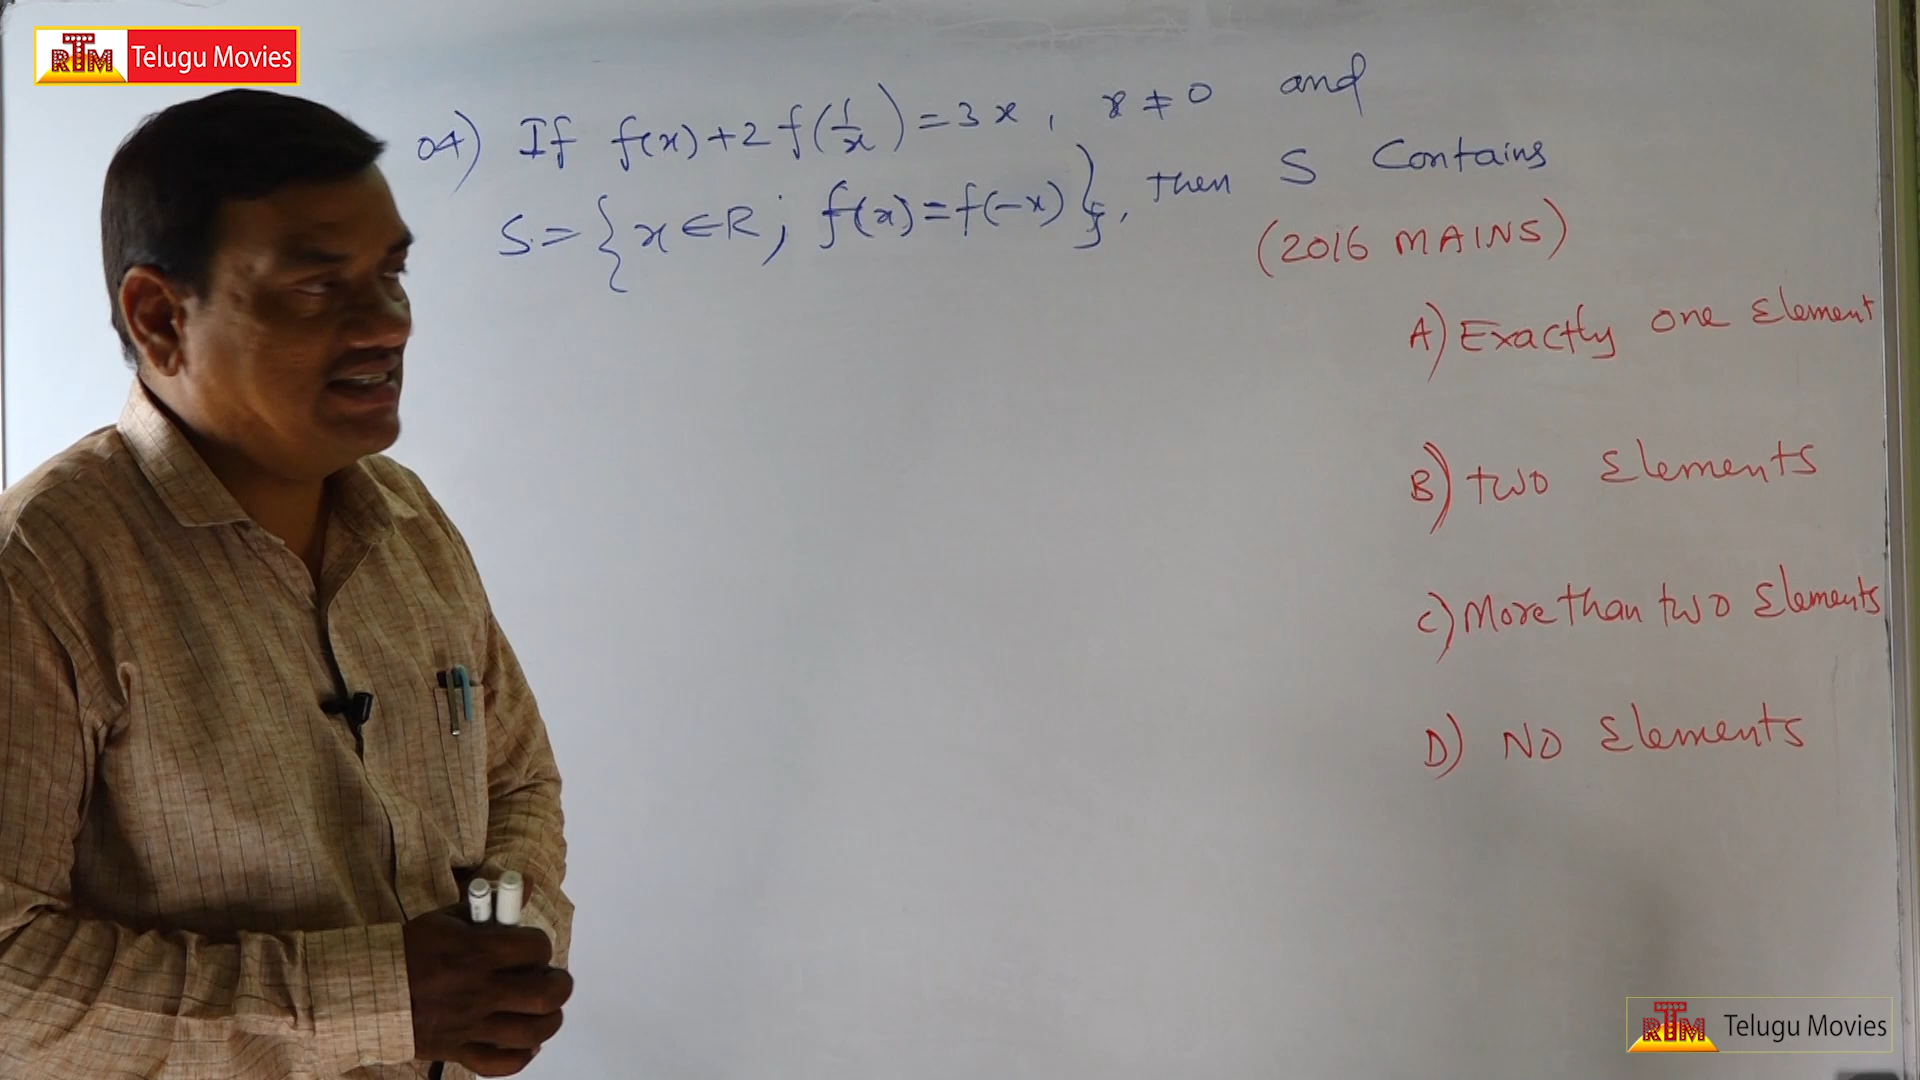 RTM Telugu Movies
04) If f(x)+2f(1/x)=3x, x≠0 and
S={x∈R; f(x)=f(-x)}, then S Contains
(2016 MAINS)
A) Exactly one Element
B) two Elements
C) More than two Elements
D) NO Elements
RTM Telugu Movies